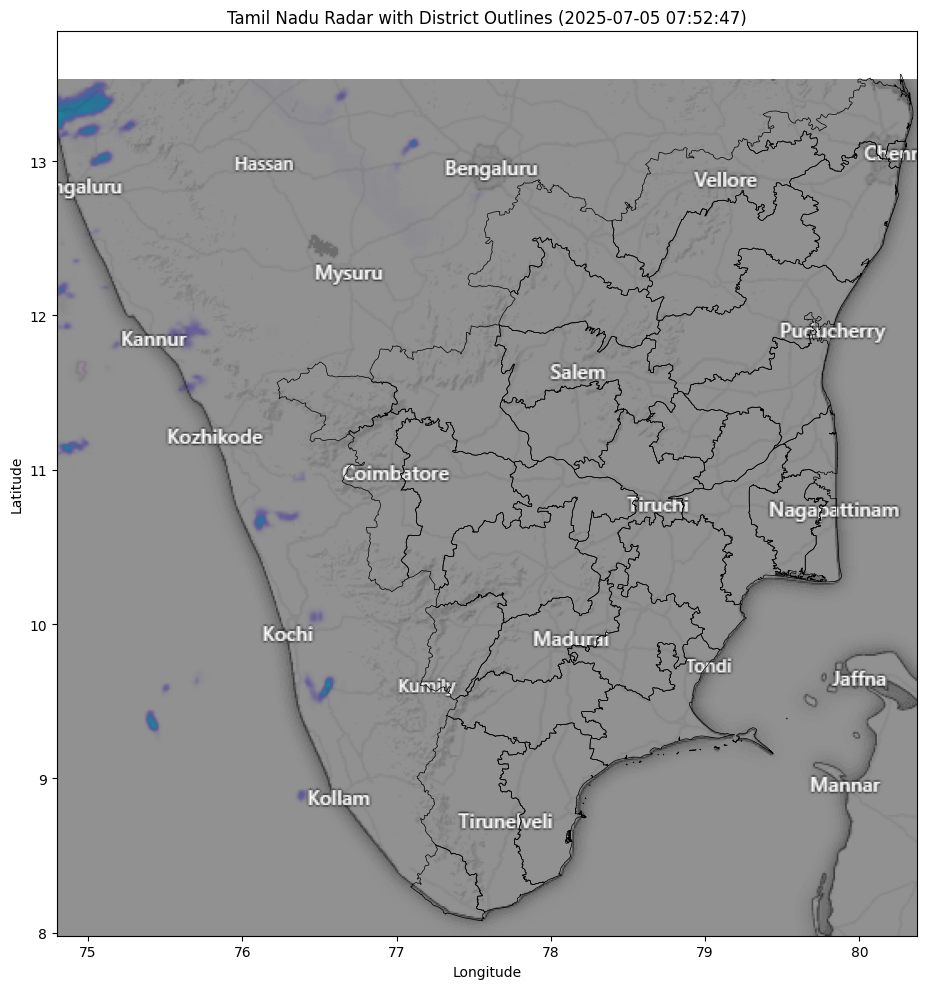 Tamil Nadu Radar with District Outlines (2025-07-05 07:52:47)
Chenn
13
Hassan
Bengaluru
Vellore
ngaluru
Mysuru
12
Kannur
Puducherry
Salem
Kozhikode
11
Coimbatore
Tiruchi
Nagapattinam
Latitude
10
Kochi
Madurai
Tondi
Kumily
Jaffna
9
Mannar
Kollam
Tirunelveli
8
75 76 77 78 79 80
Longitude